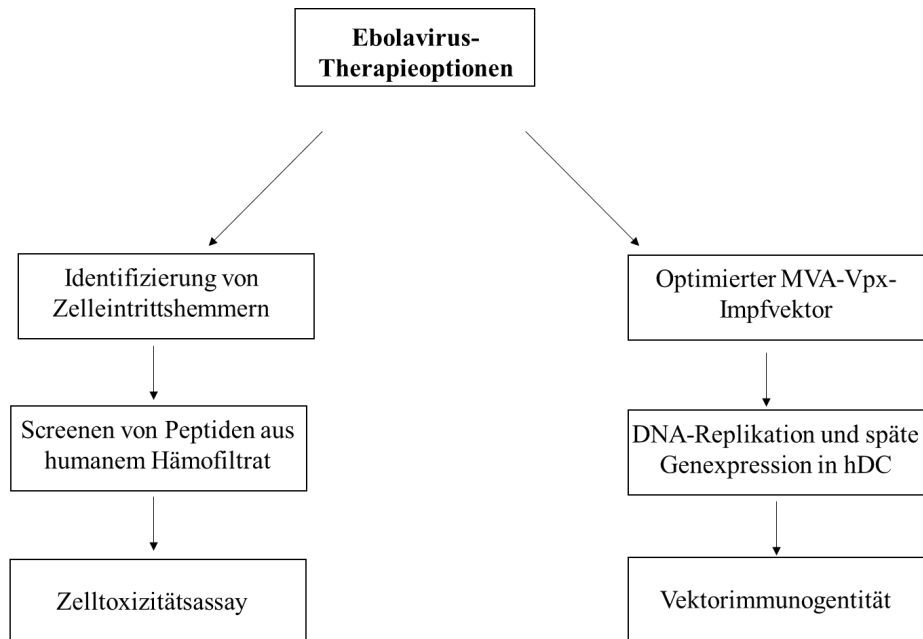 Ebolavirus-
Therapieoptionen
Identifizierung von
Zelleintrittshemmern
Screenen von Peptiden aus
humanem Hämofiltrat
Zelltoxizitätsassay
Optimierter MVA-Vpx-
Impfvektor
DNA-Replikation und späte
Genexpression in hDC
Vektorimmunogentität